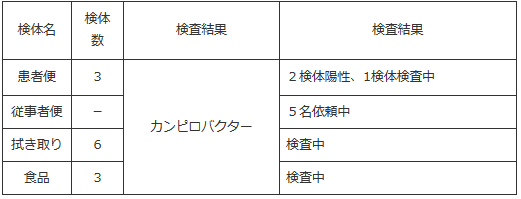 検体名 検体数 検査結果 検査結果
患者便 3 カンピロバクター 2検体陽性、1検体検査中
従事者便 － 5名依頼中
拭き取り 6 検査中
食品 3 検査中